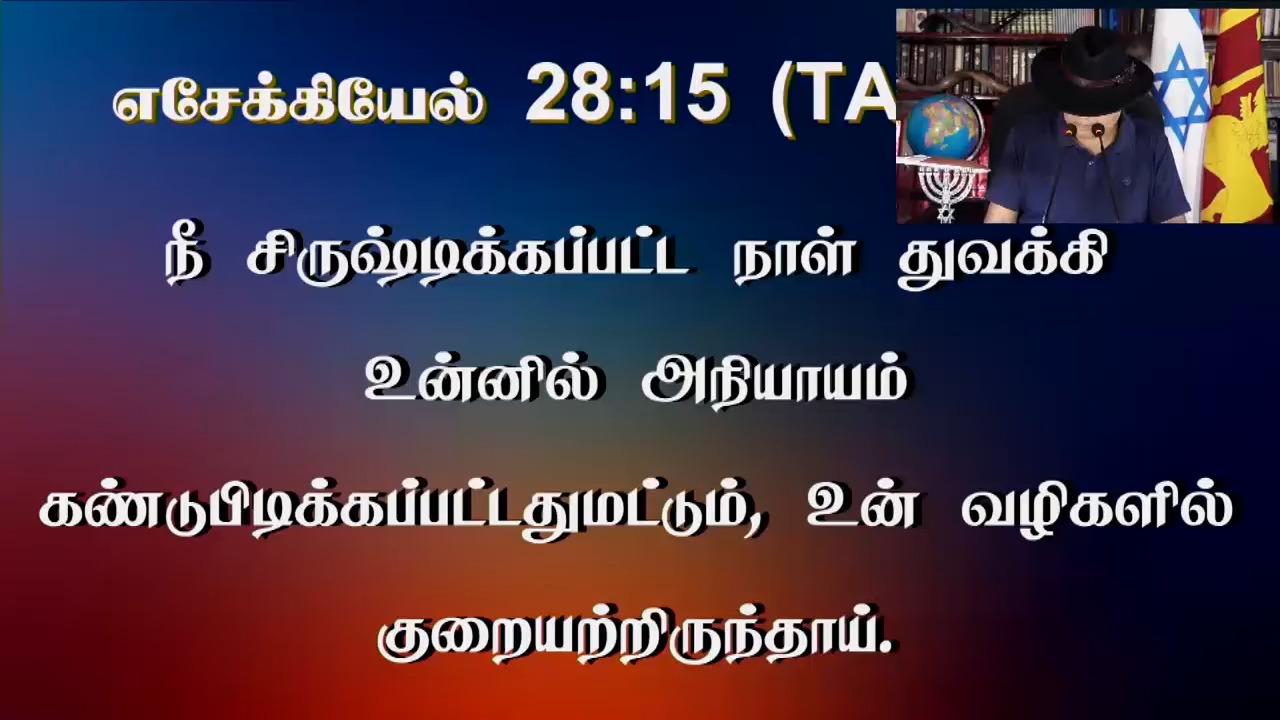 எசேக்கியேல் 28:15 (TA
நீ சிருஷ்டிக்கப்பட்ட நாள் துவக்கி
உன்னில் அநியாயம்
கண்டுபிடிக்கப்பட்டதுமட்டும், உன் வழிகளில்
குறையற்றிருந்தாய்.